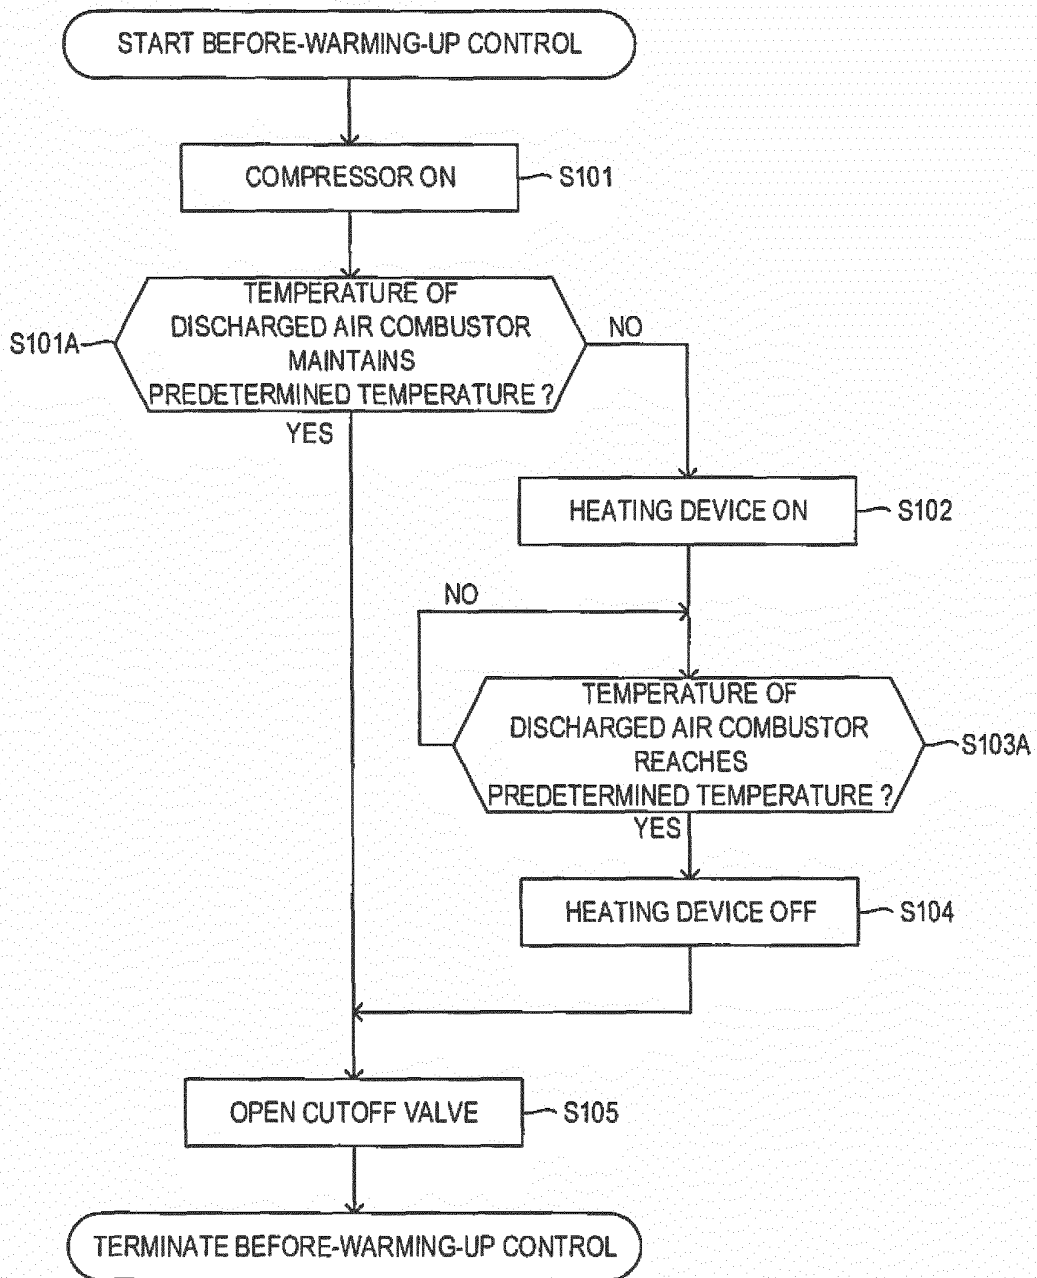 START BEFORE-WARMING-UP CONTROL
COMPRESSOR ON
S101
TEMPERATURE OF
DISCHARGED AIR COMBUSTOR
MAINTAINS
PREDETERMINED TEMPERATURE ?
S101A
NO
YES
HEATING DEVICE ON
S102
NO
TEMPERATURE OF
DISCHARGED AIR COMBUSTOR
REACHES
PREDETERMINED TEMPERATURE ?
S103A
YES
HEATING DEVICE OFF
S104
OPEN CUTOFF VALVE
S105
TERMINATE BEFORE-WARMING-UP CONTROL